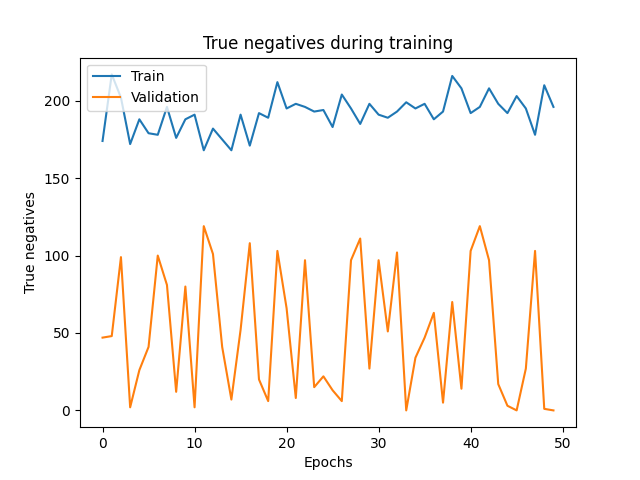 True negatives during training
Train
Validation
True negatives
200
150
100
50
0
0 10 20 30 40 50
Epochs